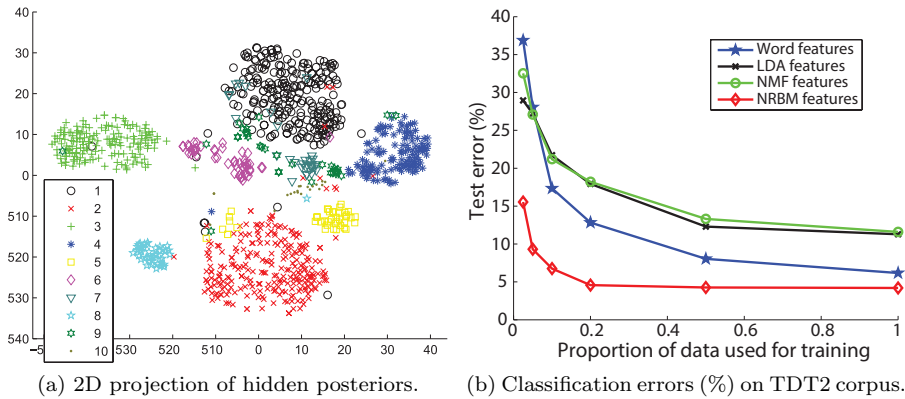 40
30
20
10
0
510
520
530
540
1
2
3
4
5
6
7
8
9
10
530 520 510 0 10 20 30 40
(a) 2D projection of hidden posteriors.
Test error (%)
40
35
30
25
20
15
10
5
0
Word features
LDA features
NMF features
NRBM features
0 0.2 0.4 0.6 0.8 1
Proportion of data used for training
(b) Classification errors (%) on TDT2 corpus.